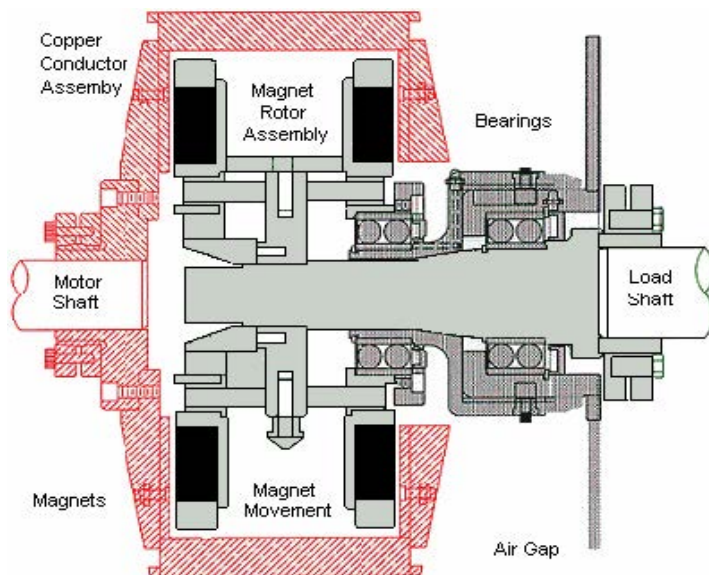 Copper
Conductor
Assemby
Magnet
Rotor
Assembly
Bearings
Motor
Shaft
Load
Shaft
Magnets
Magnet
Movement
Air Gap